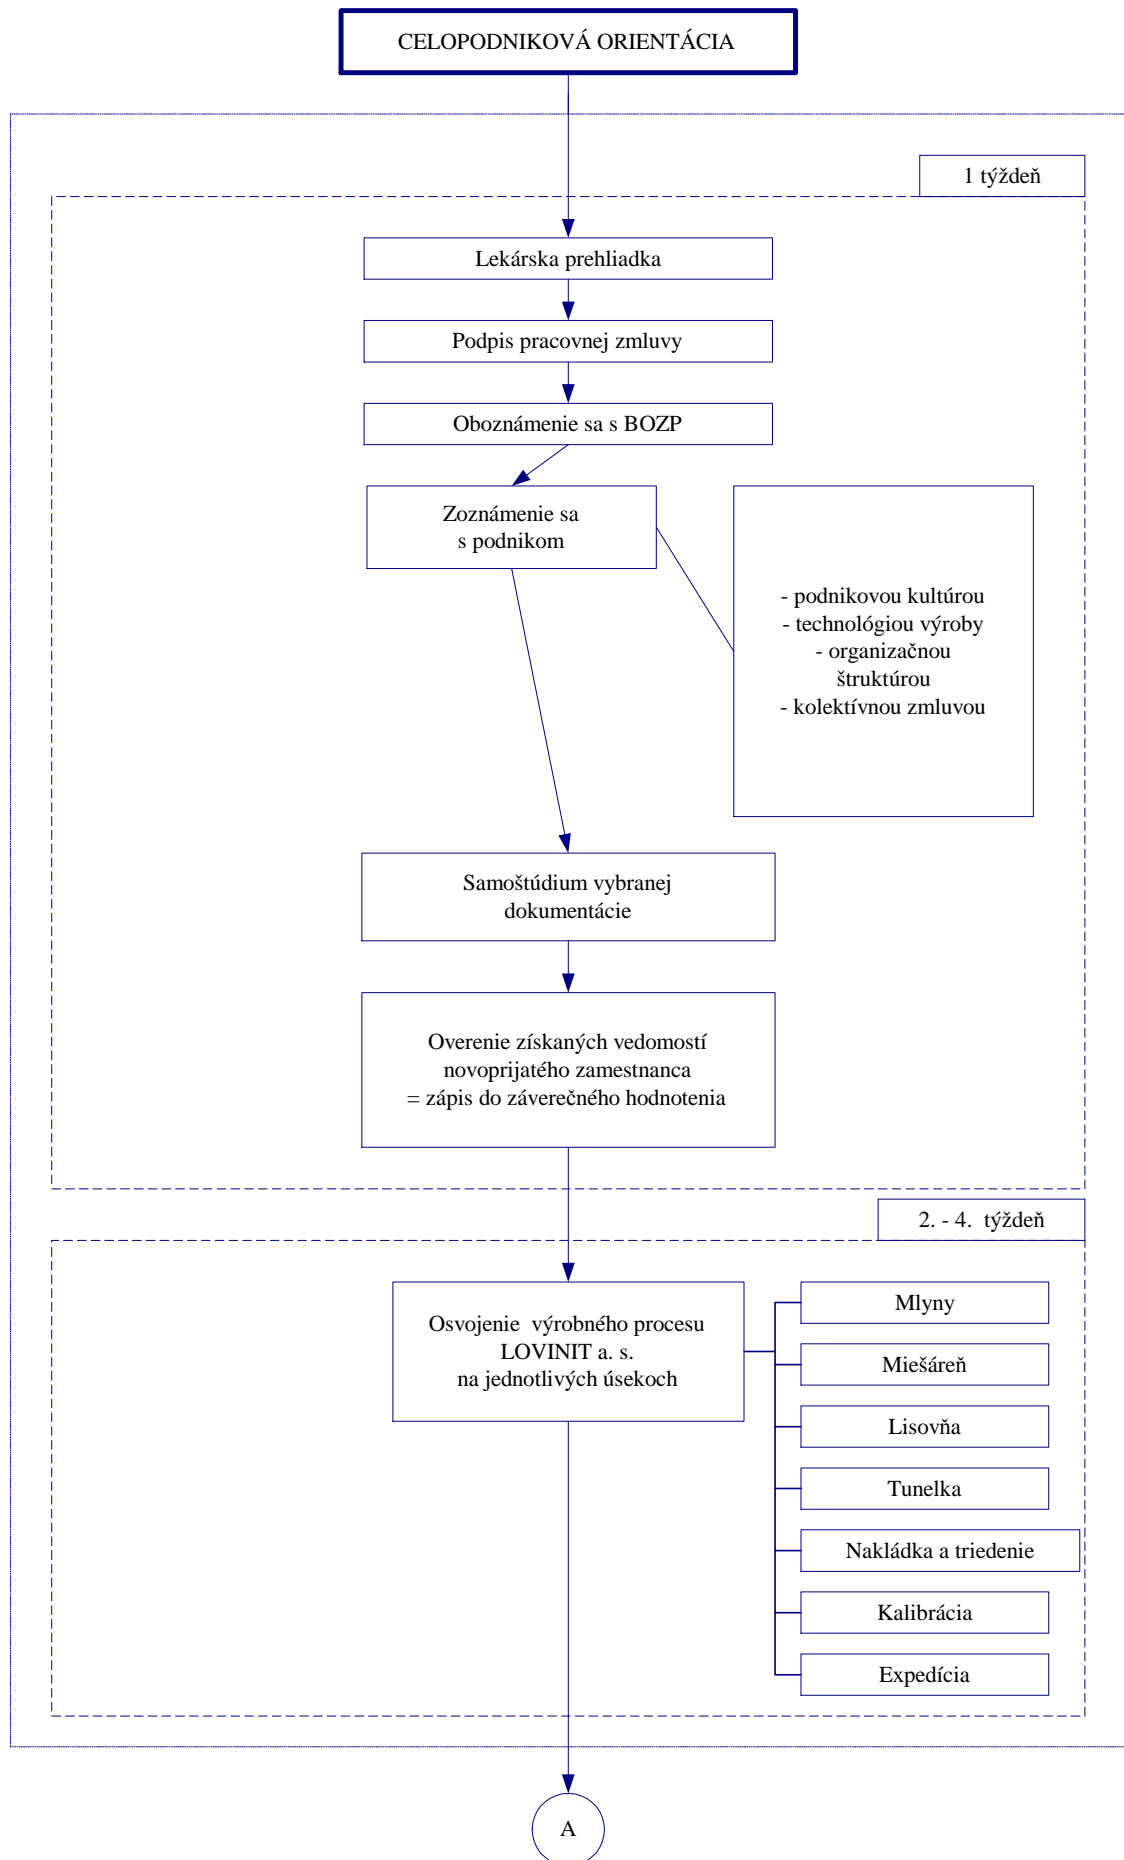 CELOPODNIKOVÁ ORIENTÁCIA
1 týždeň
Lekárska prehliadka
Podpis pracovnej zmluvy
Oboznámenie sa s BOZP
Zoznámenie sa
s podnikom
- podnikovou kultúrou
- technológiou výroby
- organizačnou
štruktúrou
- kolektívnou zmluvou
Samoštúdium vybranej
dokumentácie
Overenie získaných vedomostí
novoprijatého zamestnanca
= zápis do záverečného hodnotenia
2. - 4. týždeň
Osvojenie výrobného procesu
LOVINIT a. s.
na jednotlivých úsekoch
Mlyny
Miešáreň
Lisovňa
Tunelka
Nakládka a triedenie
Kalibrácia
Expedícia
A